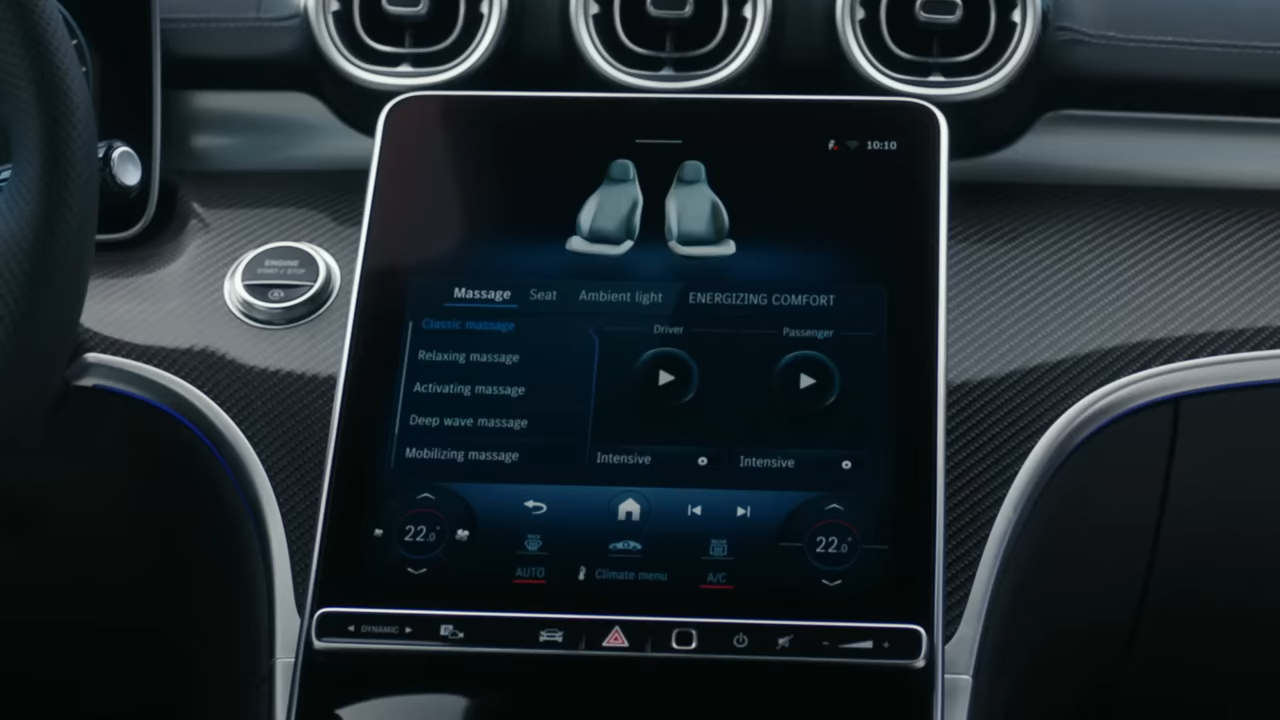 10:10
ENGINE
START / STOP
Massage Seat Ambient light ENERGIZING COMFORT
Classic massage
Relaxing massage
Activating massage
Deep wave massage
Mobilizing massage
Driver Passenger
Intensive Intensive
22.0° 22.0°
REAR
AUTO Climate menu A/C
DYNAMIC
P